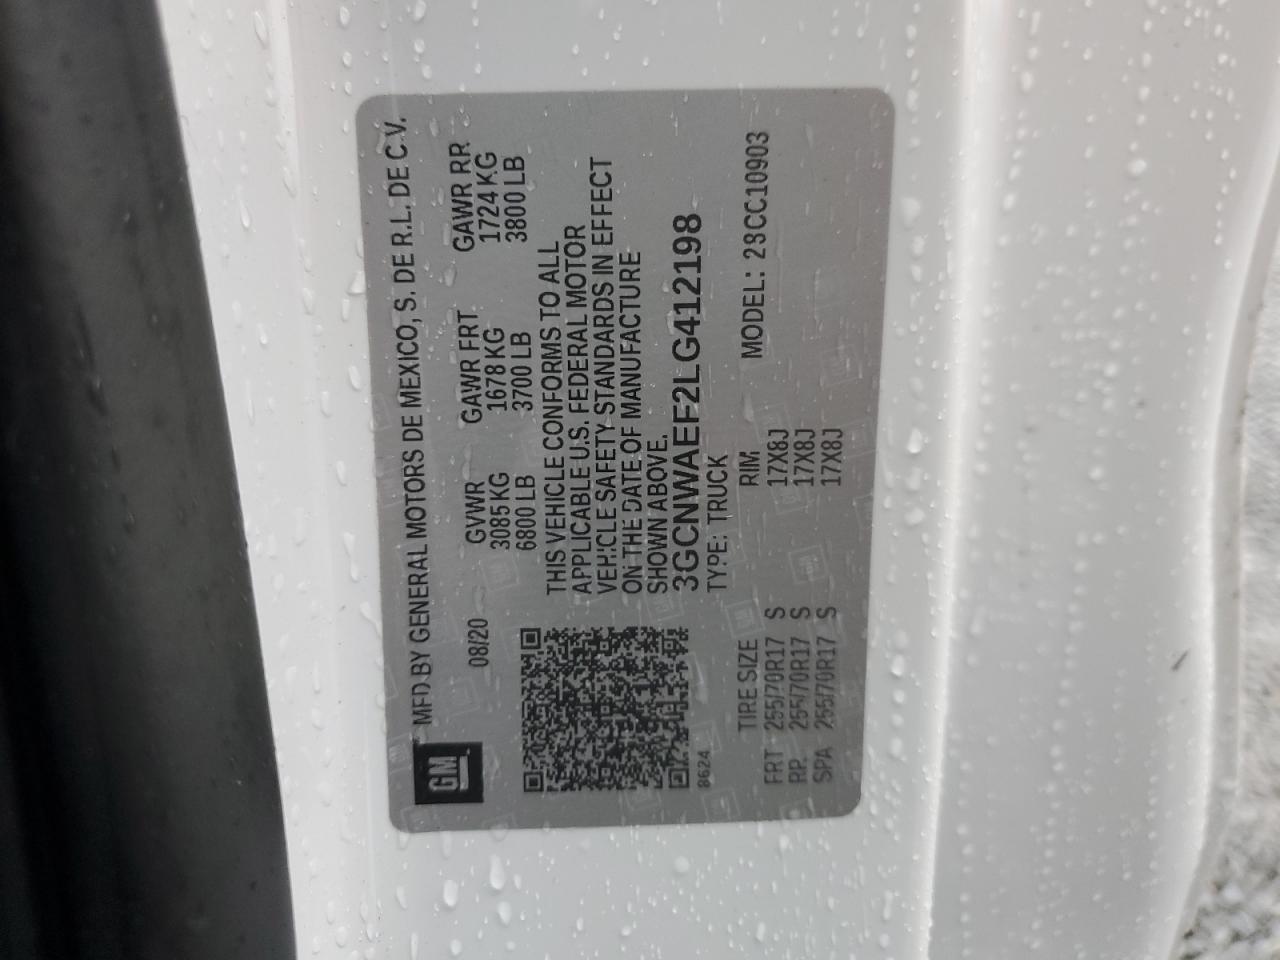 GM
MFD.BY GENERAL MOTORS DE MEXICO, S. DE R.L. DE C.V.
08/20
GVWR GAWR FRT GAWR RR
3085 KG 1678 KG 1724 KG
6800 LB 3700 LB 3800 LB
THIS VEHICLE CONFORMS TO ALL
APPLICABLE U.S. FEDERAL MOTOR
VEHICLE SAFETY STANDARDS IN EFFECT
ON THE DATE OF MANUFACTURE
SHOWN ABOVE.
3GCNWAEF2LG412198
8624
TYPE: TRUCK
TIRE SIZE RIM MODEL:
FRT 255/70R17 S 17X8J
RR 255/70R17 S 17X8J
SPA 255/70R17 S 17X8J